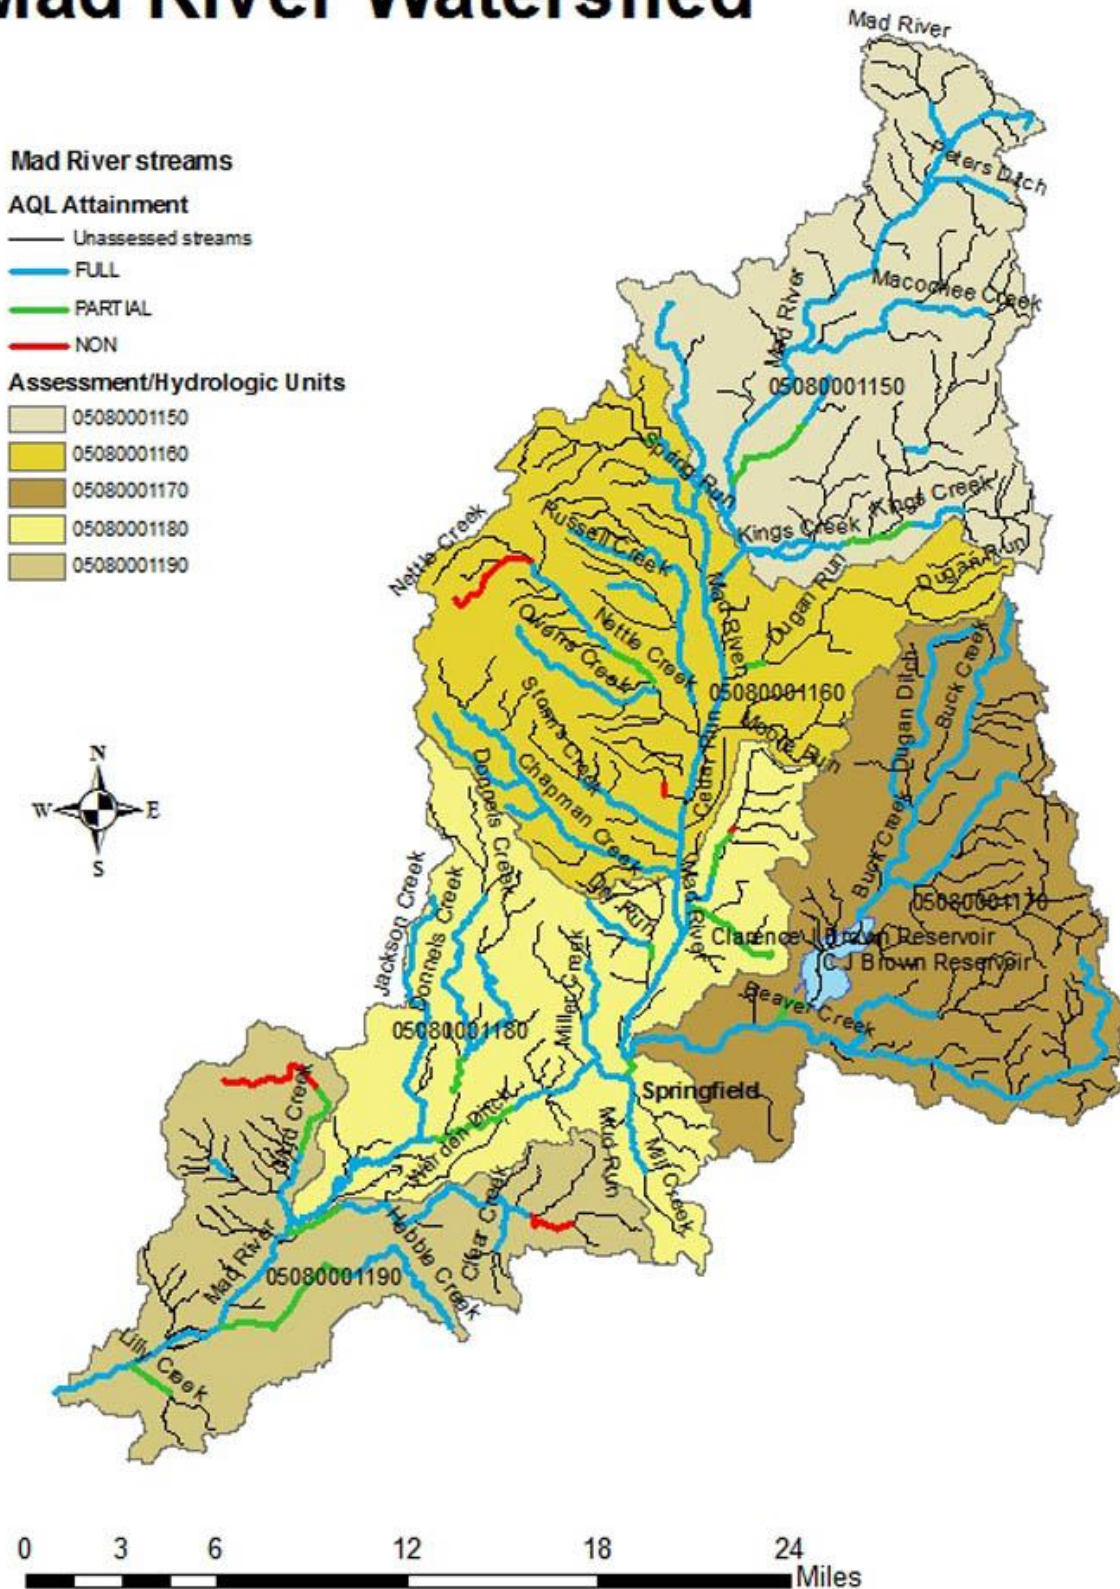 Mad River Watershed
Mad River
Mad River streams
AQL Attainment
Unassessed streams
FULL
PARTIAL
NON
Assessment/Hydrologic Units
05080001150
05080001160
05080001170
05080001180
05080001190
Peters Ditch
Macochee Creek
Mad River
05080001150
Spring Run
Kings Creek
Kings Creek
Russell Creek
Nettle Creek
Dugan Run
Dugan Run
Mad River
Nettle Creek
Owens Creek
05080001160
Dugan Ditch
Buck Creek
Storms Creek
Moore Run
Cedar Run
N
W
E
S
Donnels Creek
Chapman Creek
Buck Creek
Jackson Creek
Donnels Creek
Dry Run
Mad River
05080001170
Clarence J Brown Reservoir
C J Brown Reservoir
Miller Creek
Beaver Creek
05080001180
Springfield
Mud Creek
Worden Ditch
Mud Run
Mill Creek
Clear Creek
Hebble Creek
Mad River
05080001190
Lilly Creek
0 3 6 12 18 24
Miles